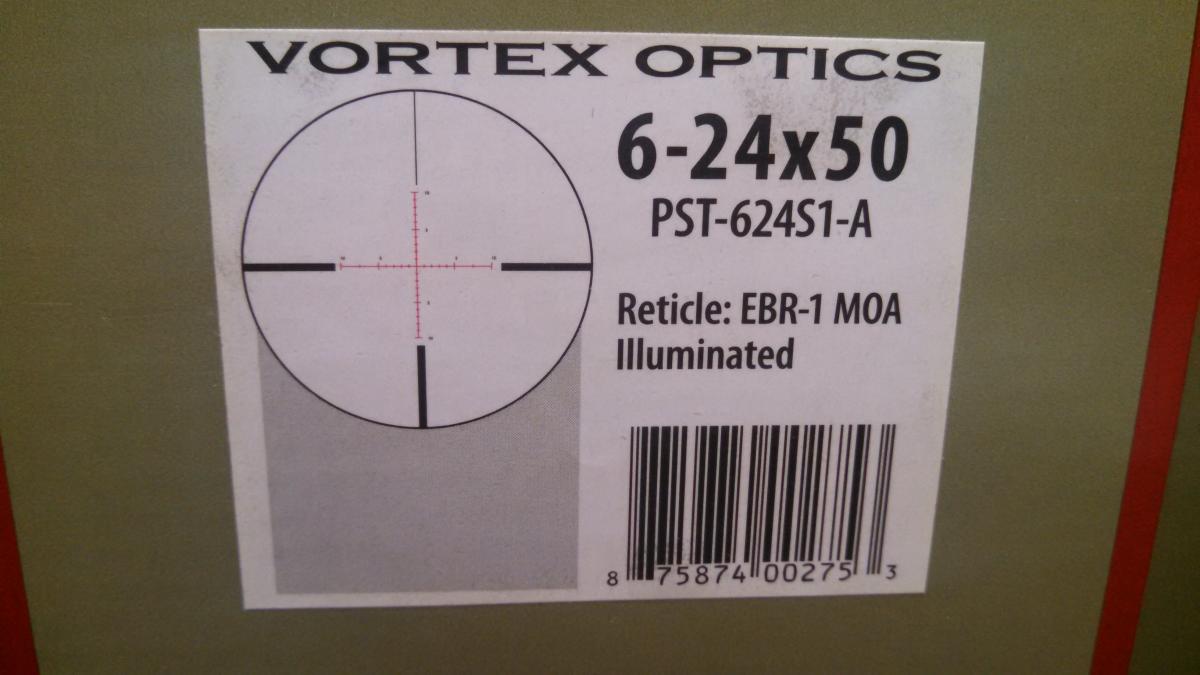 VORTEX OPTICS
6-24x50
PST-624S1-A
Reticle: EBR-1 MOA
Illuminated
8 75874 00275 3